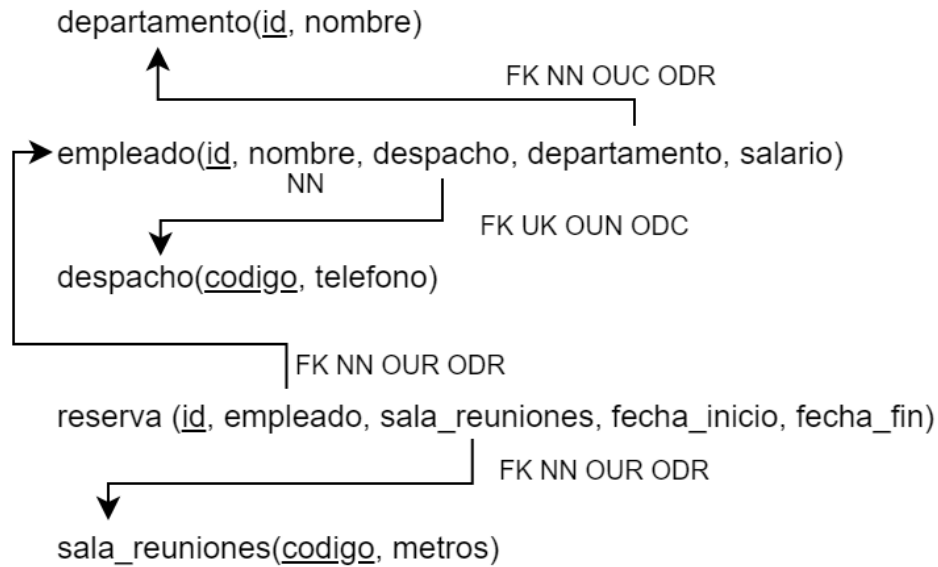 departamento(id, nombre)
FK NN OUC ODR
empleado(id, nombre, despacho, departamento, salario)
NN
FK UK OUN ODC
despacho(codigo, telefono)
FK NN OUR ODR
reserva (id, empleado, sala_reuniones, fecha_inicio, fecha_fin)
FK NN OUR ODR
sala_reuniones(codigo, metros)